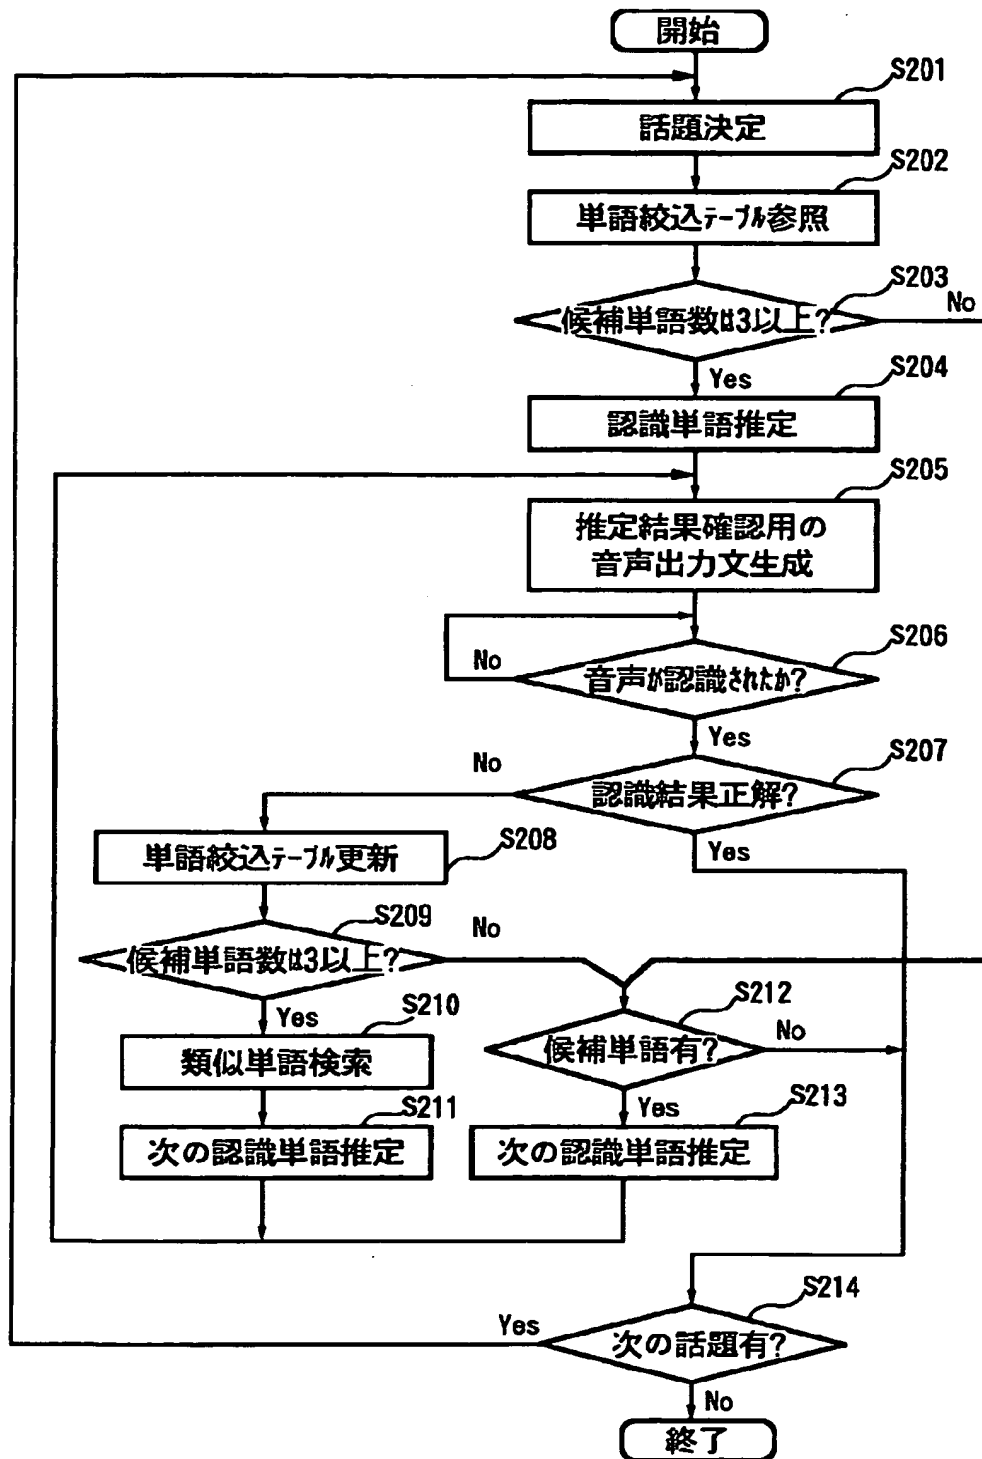 開始
S201
話題決定
S202
単語絞込テーブル参照
S203
候補単語数は3以上?
No
Yes
S204
認識単語推定
S205
推定結果確認用の
音声出力文生成
S206
音声が認識されたか?
No
Yes
S207
認識結果正解?
No
Yes
S208
単語絞込テーブル更新
S209
候補単語数は3以上?
No
Yes
S210
類似単語検索
S211
次の認識単語推定
S212
候補単語有?
No
Yes
S213
次の認識単語推定
S214
次の話題有?
Yes
No
終了